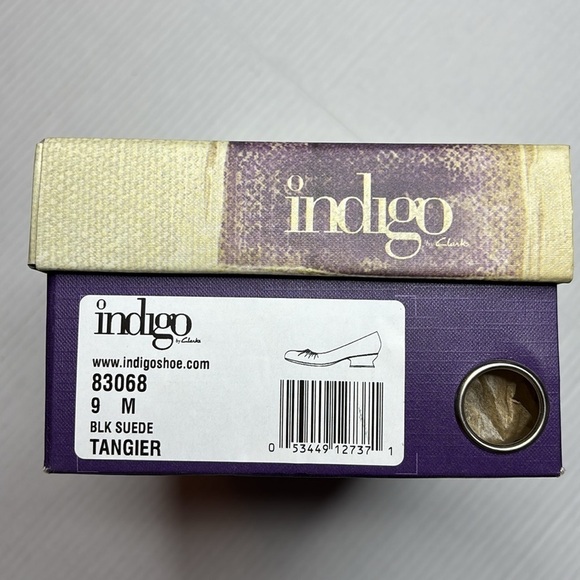 indigo
by Clarks
indigo
by Clarks
www.indigoshoe.com
83068
9 M
BLK SUEDE
TANGIER
0 53449 12737 1